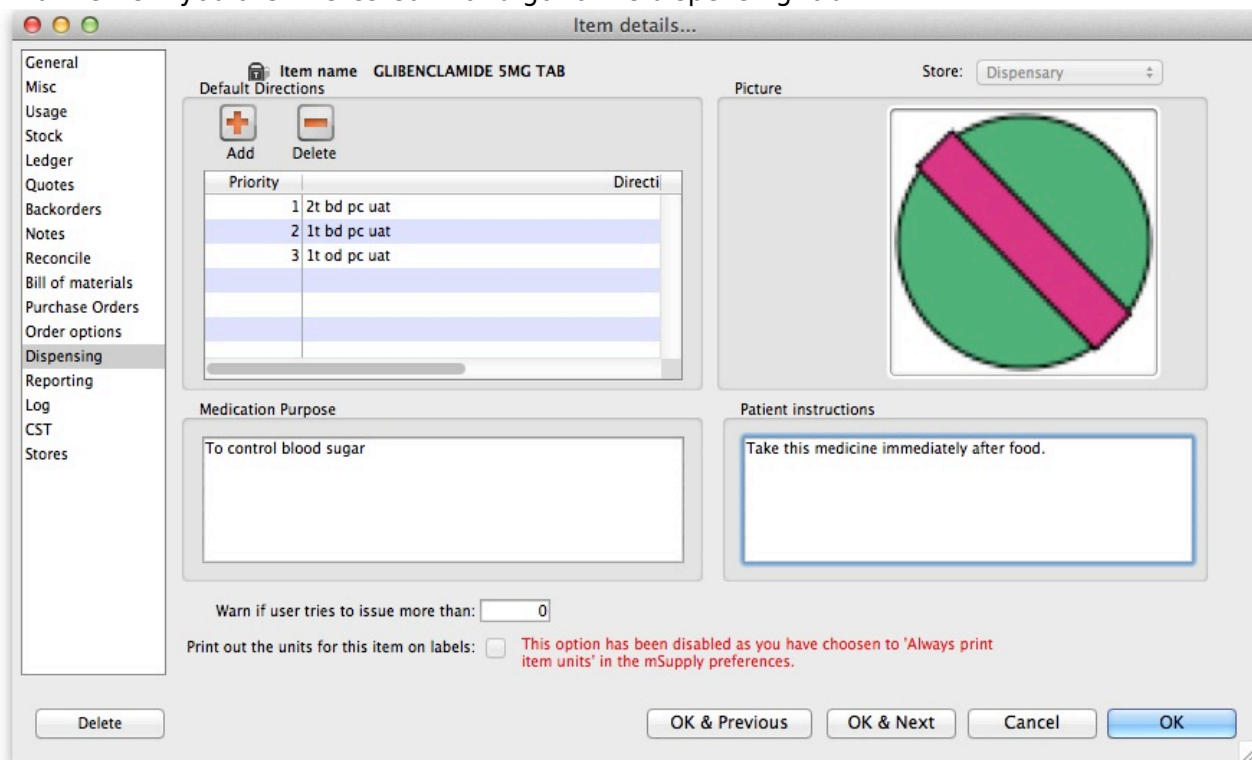 Item details...
General
Misc
Usage
Stock
Ledger
Quotes
Backorders
Notes
Reconcile
Bill of materials
Purchase Orders
Order options
Dispensing
Reporting
Log
CST
Stores
Item name GLIBENCLAMIDE 5MG TAB
Store: Dispensary
Default Directions
Add Delete
Priority Directi
1 2t bd pc uat
2 1t bd pc uat
3 1t od pc uat
Picture
Medication Purpose
To control blood sugar
Patient instructions
Take this medicine immediately after food.
Warn if user tries to issue more than: 0
Print out the units for this item on labels:
This option has been disabled as you have choosen to 'Always print
item units' in the mSupply preferences.
Delete
OK & Previous
OK & Next
Cancel
OK